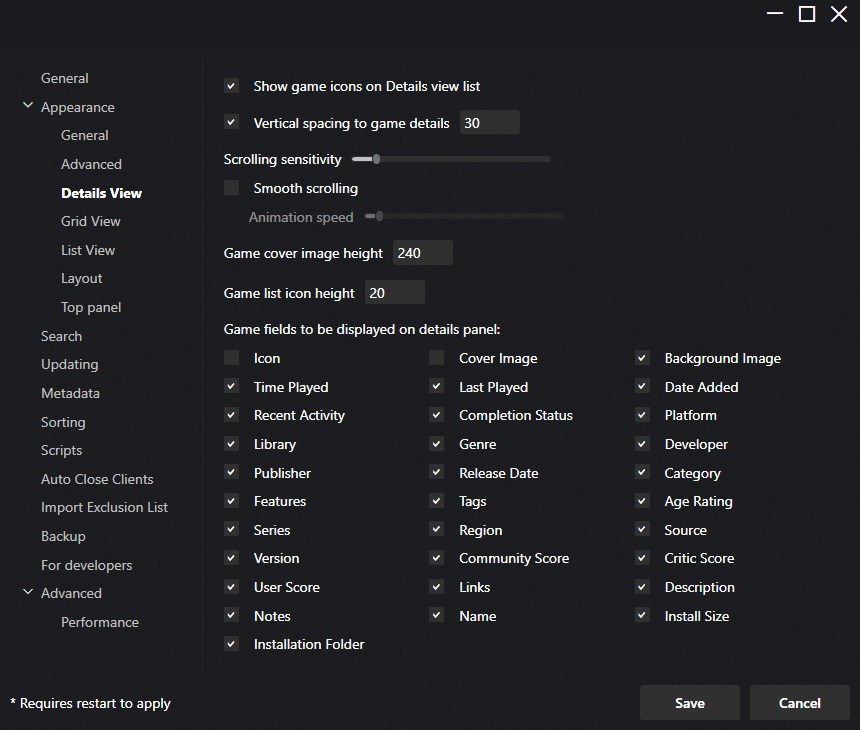 General
Appearance
General
Advanced
Details View
Grid View
List View
Layout
Top panel
Search
Updating
Metadata
Sorting
Scripts
Auto Close Clients
Import Exclusion List
Backup
For developers
Advanced
Performance
Show game icons on Details view list
Vertical spacing to game details 30
Scrolling sensitivity
Smooth scrolling
Animation speed
Game cover image height 240
Game list icon height 20
Game fields to be displayed on details panel:
Icon Cover Image Background Image
Time Played Last Played Date Added
Recent Activity Completion Status Platform
Library Genre Developer
Publisher Release Date Category
Features Tags Age Rating
Series Region Source
Version Community Score Critic Score
User Score Links Description
Notes Name Install Size
Installation Folder
* Requires restart to apply
Save Cancel